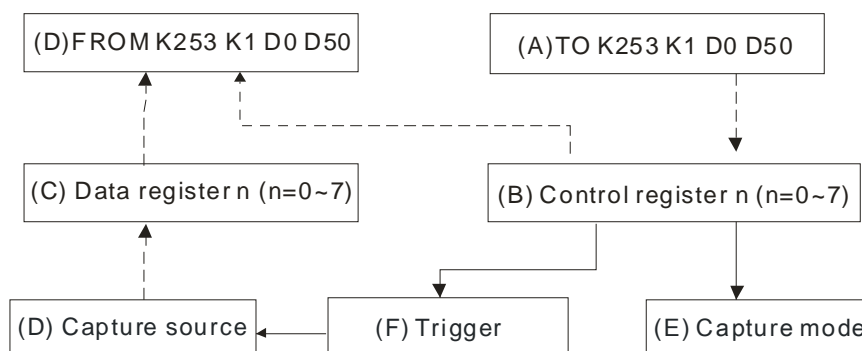 (D)FROM K253 K1 D0 D50
(A)TO K253 K1 D0 D50
(C) Data register n (n=0~7)
(B) Control register n (n=0~7)
(D) Capture source
(F) Trigger
(E) Capture mode